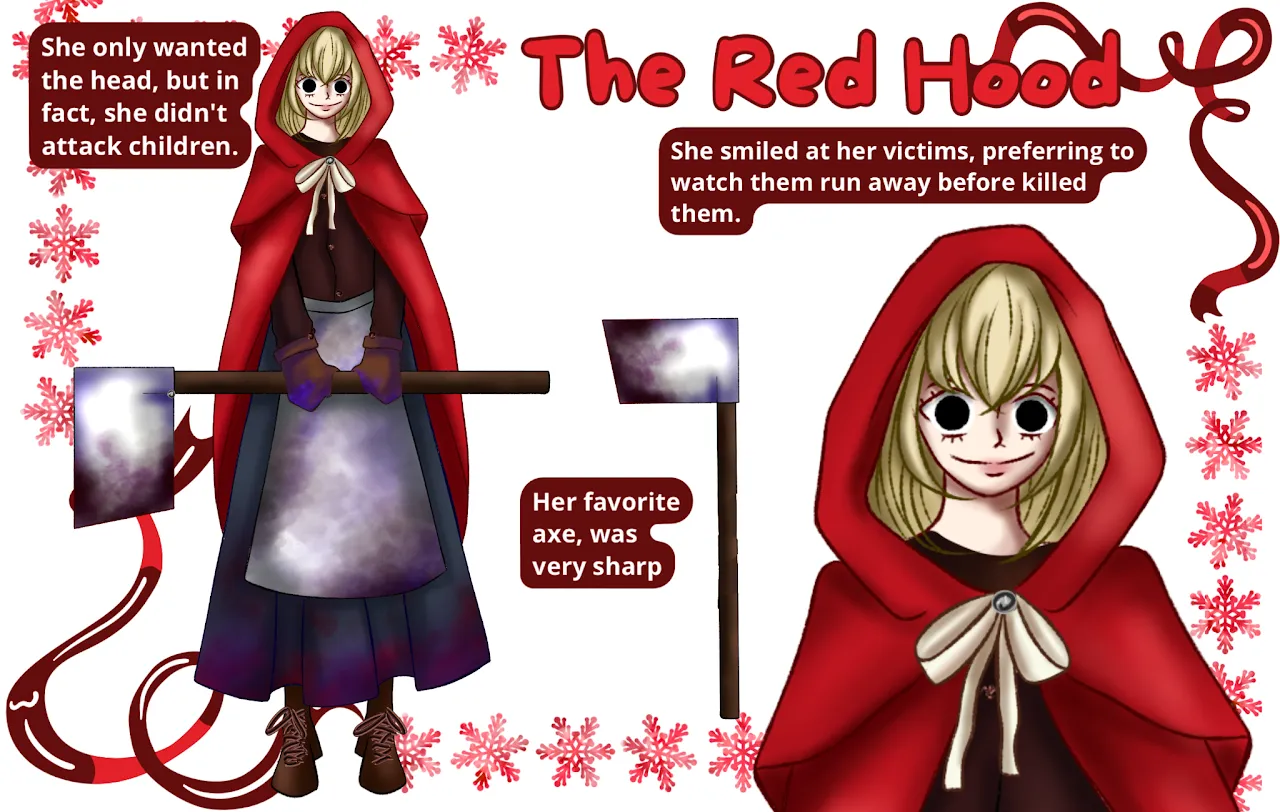 She only wanted
the head, but in
fact, she didn't
attack children.
The Red Hood
She smiled at her victims, preferring to
watch them run away before killed
them.
Her favorite
axe, was
very sharp